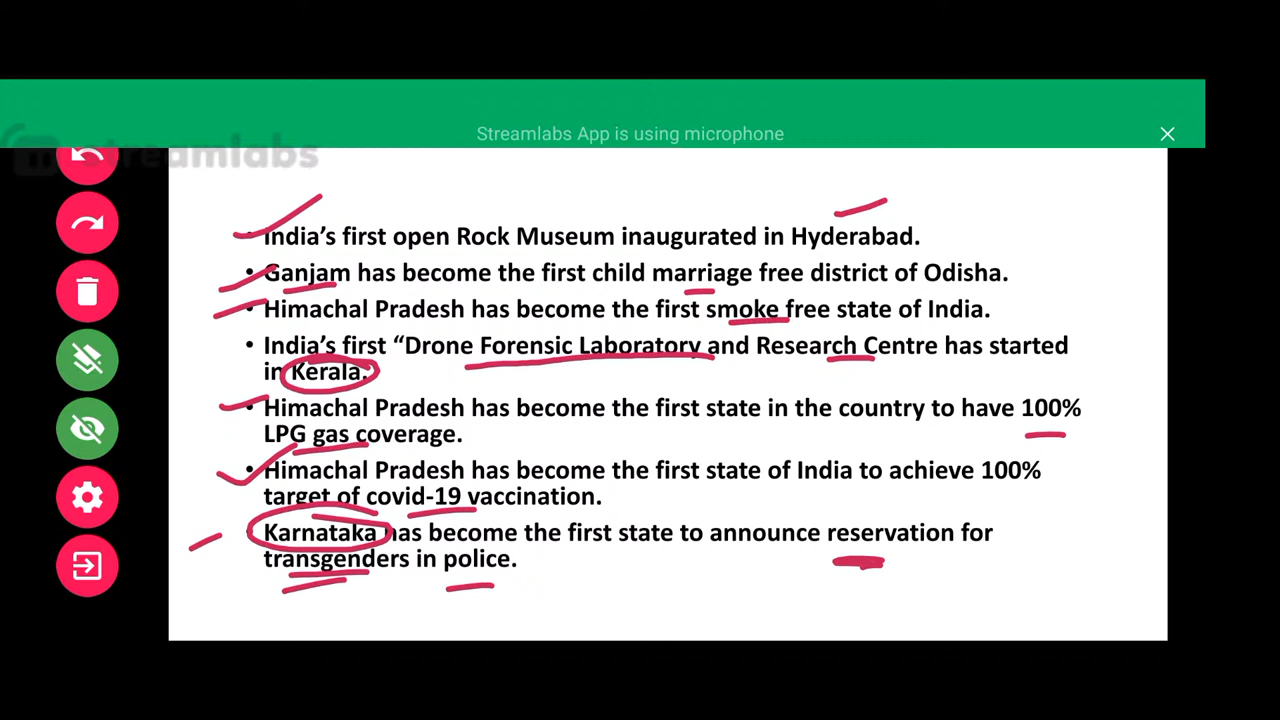 Streamlabs App is using microphone
streamlabs
• India’s first open Rock Museum inaugurated in Hyderabad.
• Ganjam has become the first child marriage free district of Odisha.
• Himachal Pradesh has become the first smoke free state of India.
• India’s first “Drone Forensic Laboratory and Research Centre has started
in Kerala.
• Himachal Pradesh has become the first state in the country to have 100%
LPG gas coverage.
• Himachal Pradesh has become the first state of India to achieve 100%
target of covid-19 vaccination.
• Karnataka has become the first state to announce reservation for
transgenders in police.